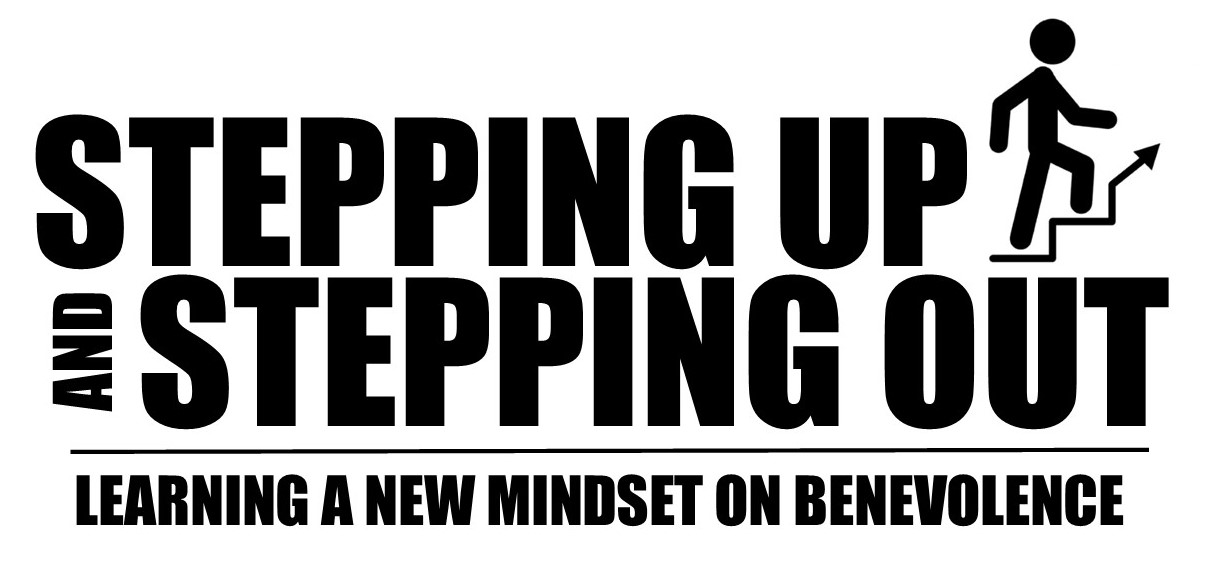 STEPPING UP
AND STEPPING OUT
LEARNING A NEW MINDSET ON BENEVOLENCE